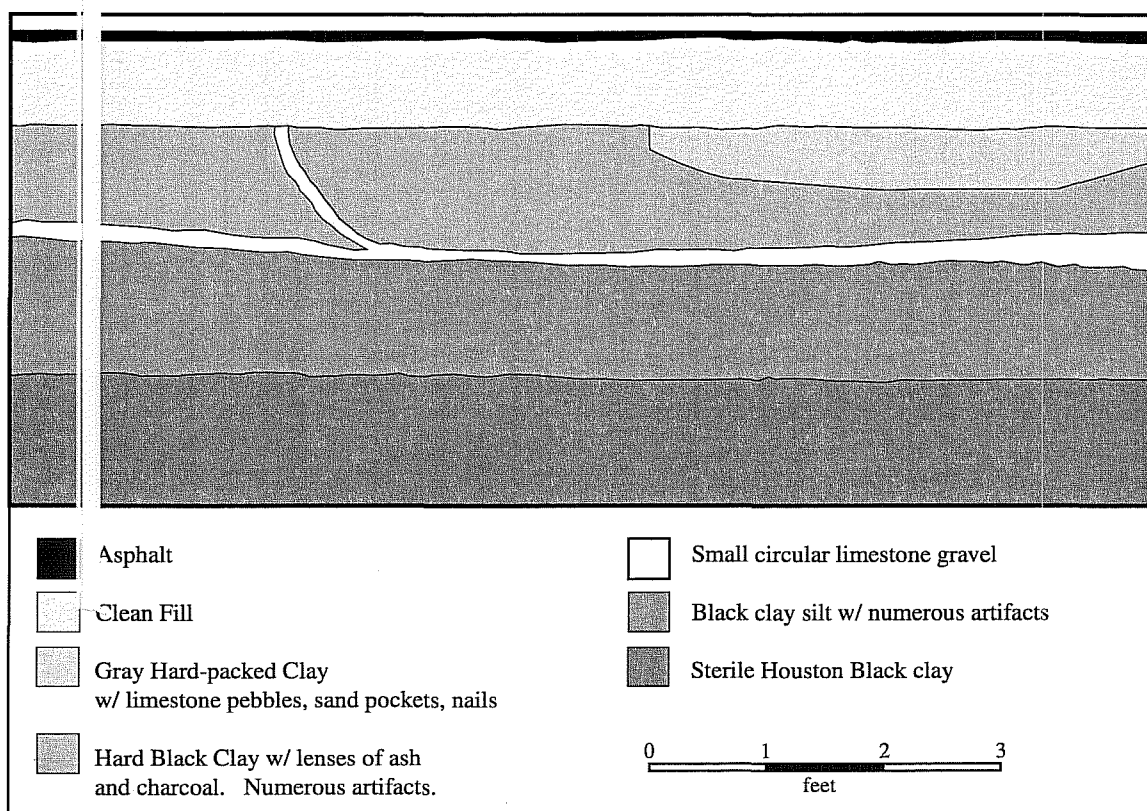 Asphalt
Clean Fill
Gray Hard-packed Clay
w/ limestone pebbles, sand pockets, nails
Hard Black Clay w/ lenses of ash
and charcoal. Numerous artifacts.
Small circular limestone gravel
Black clay silt w/ numerous artifacts
Sterile Houston Black clay
0 1 2 3
feet